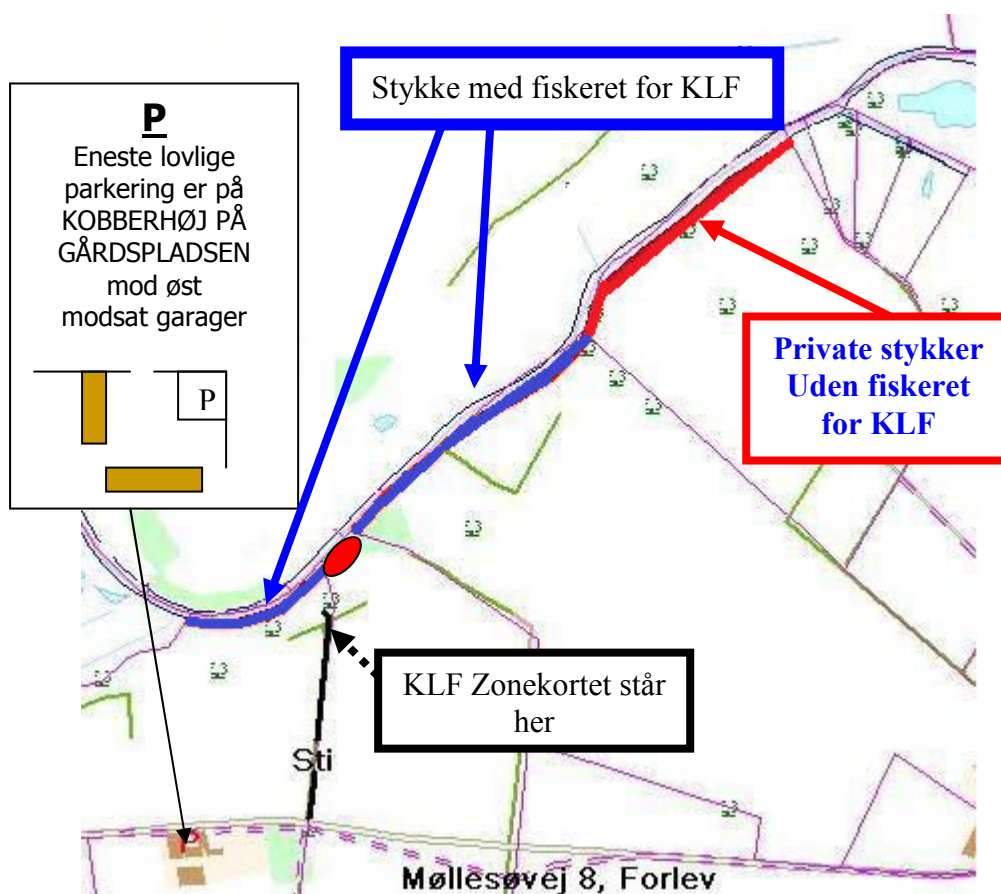 P
Eneste lovlige
parkering er på
KOBBERHØJ PÅ
GÅRDSPLADSEN
mod øst
modsat garager
P
Stykke med fiskeret for KLF
Private stykker
Uden fiskeret
for KLF
KLF Zonekortet står
her
Sti
P
Møllesøvej 8, Forlev